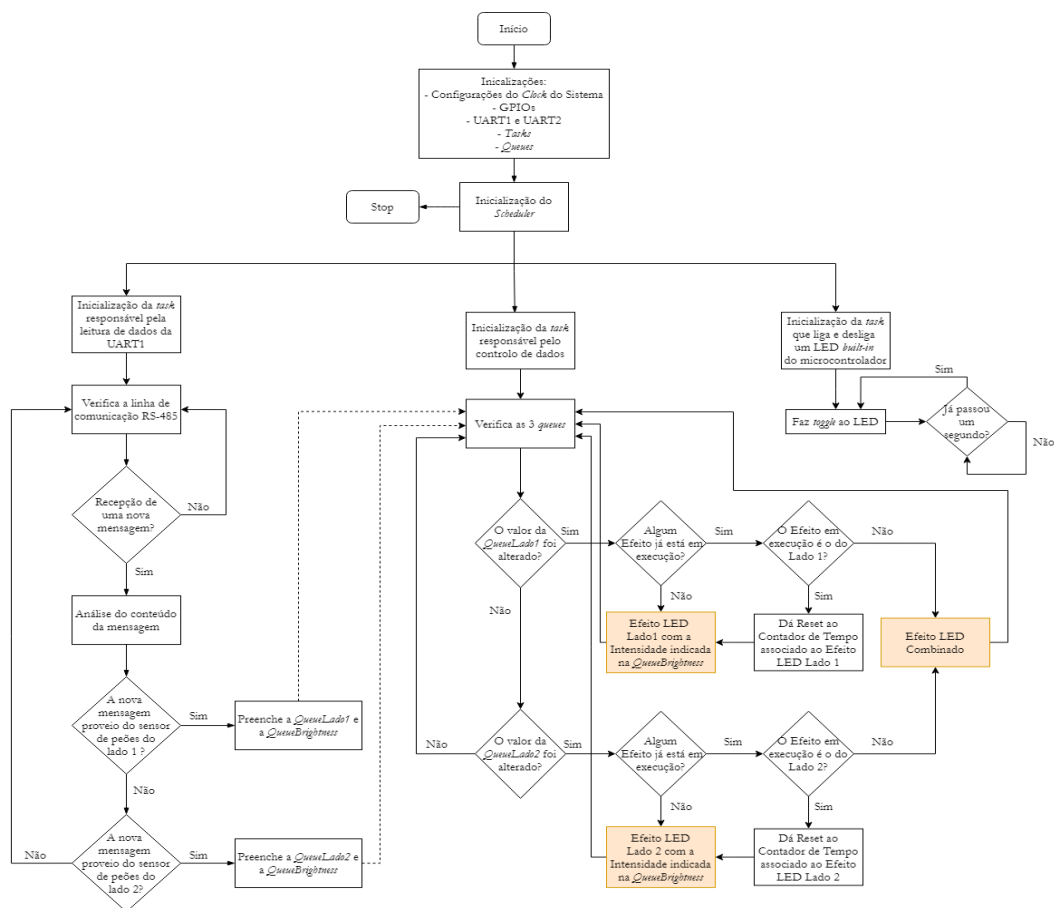 Início
Inicalizações:
- Configurações do Clock do Sistema
- GPIOs
- UART1 e UART2
- Tasks
- Queues
Stop
Inicialização do
Scheduler
Inicialização da task
responsável pela
leitura de dados da
UART1
Inicialização da task
responsável pelo
controlo de dados
Inicialização da task
que liga e desliga
um LED built-in
do microcontrolador
Sim
Verifica a linha de
comunicação RS-485
Verifica as 3 queues
Faz toggle ao LED
Já passou
um
segundo?
Não
Recepção de
uma nova
mensagem?
Não
Sim
O valor da
QueueLado1 foi
alterado?
Sim
Algum
Efeito já está em
execução?
Sim
O Efeito em
execução é o do
Lado 1?
Não
Não
Não
Sim
Análise do conteúdo
da mensagem
Efeito LED
Lado1 com a
Intensidade indicada
na QueueBrightness
Dá Reset ao
Contador de Tempo
associado ao Efeito
LED Lado 1
Efeito LED
Combinado
A nova
mensagem
proveio do sensor
de peões do
lado 1 ?
Sim
Preenche a QueueLado1 e
a QueueBrightness
Não
Não
O valor da
QueueLado2 foi
alterado?
Sim
Algum
Efeito já está em
execução?
Sim
O Efeito em
execução é o do
Lado 2?
Não
Não
Sim
A nova
mensagem
proveio do sensor
de peões do
lado 2?
Não
Sim
Preenche a QueueLado2 e
a QueueBrightness
Efeito LED
Lado 2 com a
Intensidade indicada
na QueueBrightness
Dá Reset ao
Contador de Tempo
associado ao Efeito
LED Lado 2